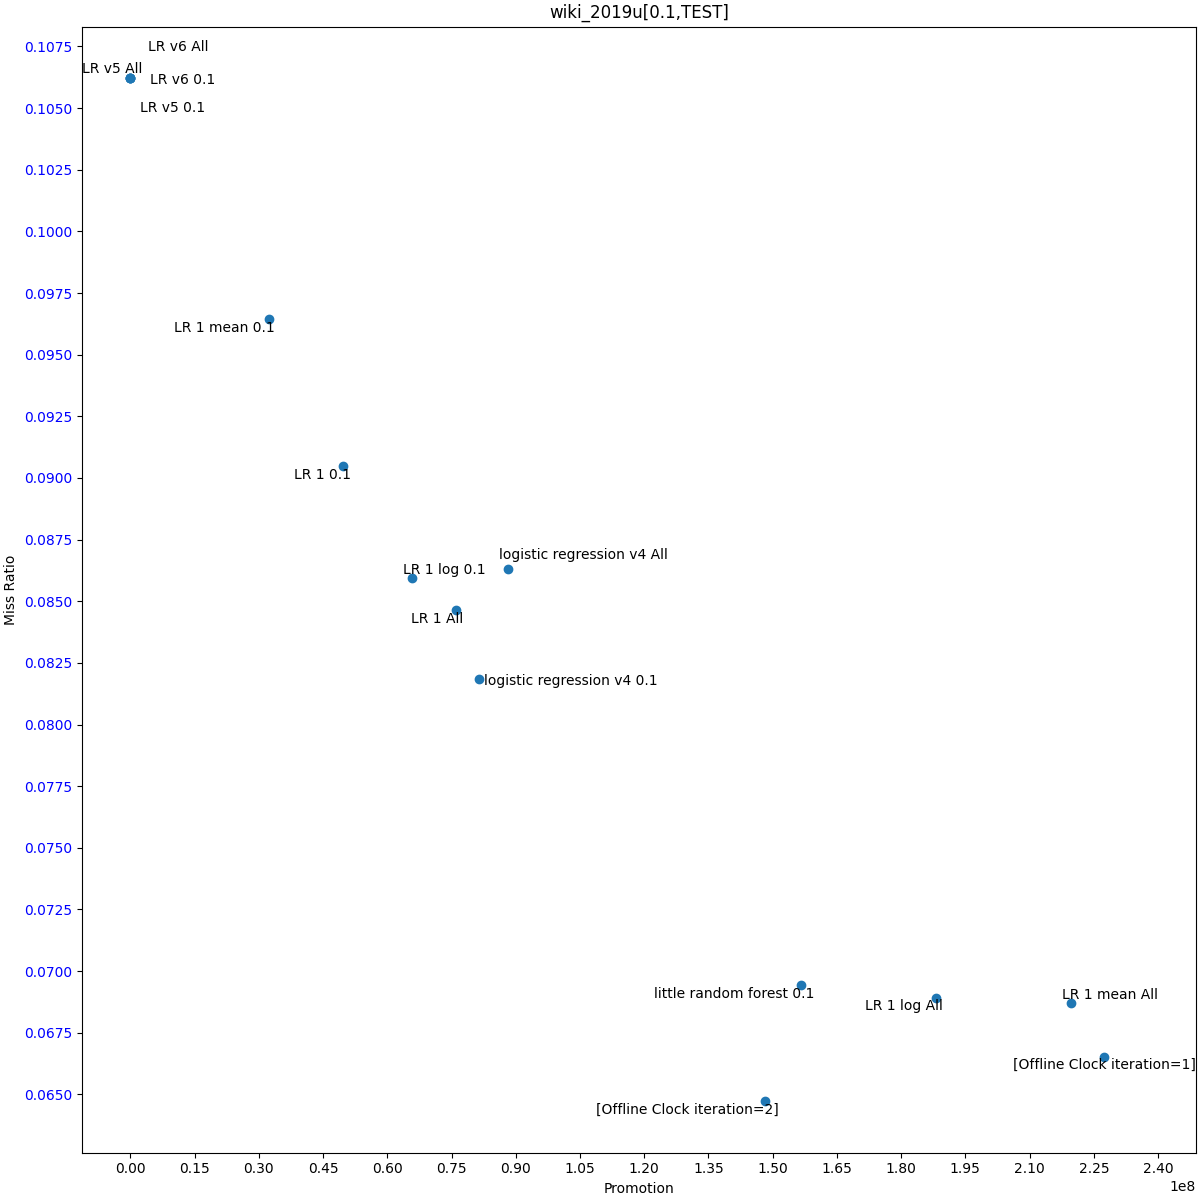 wiki_2019u[0.1,TEST]
0.1075
LR v6 All
LR v5 All
LR v6 0.1
0.1050
LR v5 0.1
0.1025
0.1000
0.0975
LR 1 mean 0.1
0.0950
0.0925
0.0900
LR 1 0.1
0.0875
logistic regression v4 All
LR 1 log 0.1
Miss Ratio
0.0850
LR 1 All
0.0825
logistic regression v4 0.1
0.0800
0.0775
0.0750
0.0725
0.0700
little random forest 0.1
LR 1 mean All
LR 1 log All
0.0675
[Offline Clock iteration=1]
0.0650
[Offline Clock iteration=2]
0.00 0.15 0.30 0.45 0.60 0.75 0.90 1.05 1.20 1.35 1.50 1.65 1.80 1.95 2.10 2.25 2.40
1e8
Promotion